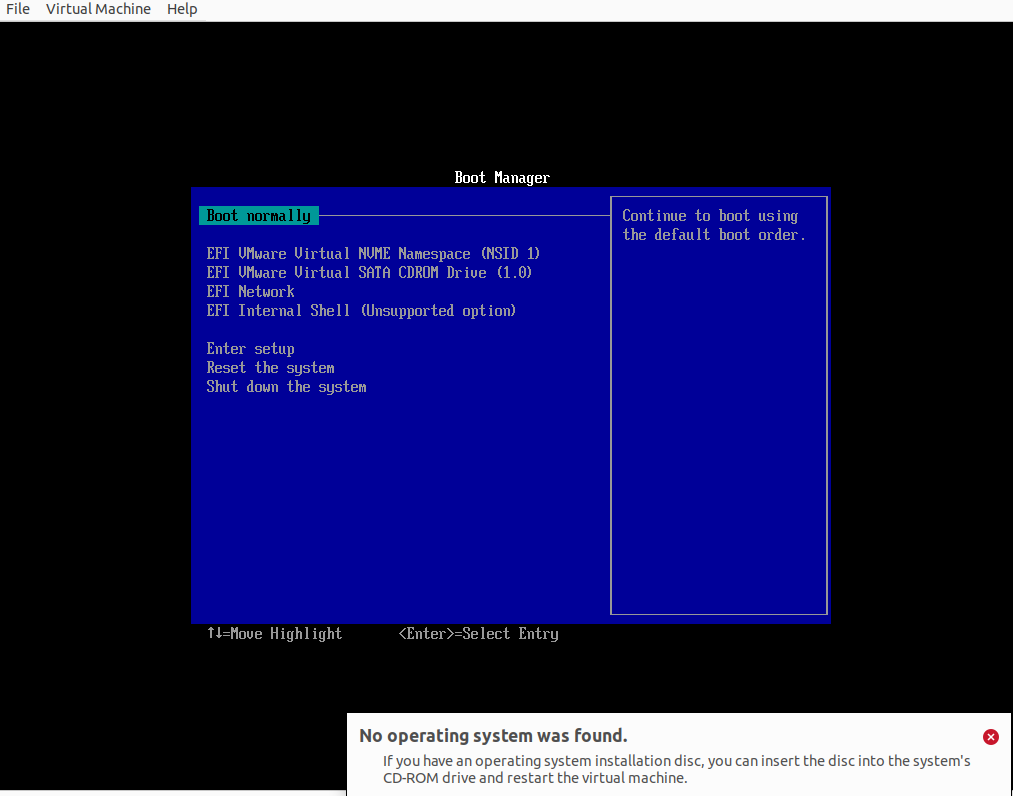 File Virtual Machine Help
Boot Manager
Boot normally
Continue to boot using
the default boot order.
EFI VMware Virtual NVME Namespace (NSID 1)
EFI VMware Virtual SATA CDROM Drive (1.0)
EFI Network
EFI Internal Shell (Unsupported option)
Enter setup
Reset the system
Shut down the system
↑↓=Move Highlight <Enter>=Select Entry
No operating system was found.
If you have an operating system installation disc, you can insert the disc into the system's
CD-ROM drive and restart the virtual machine.